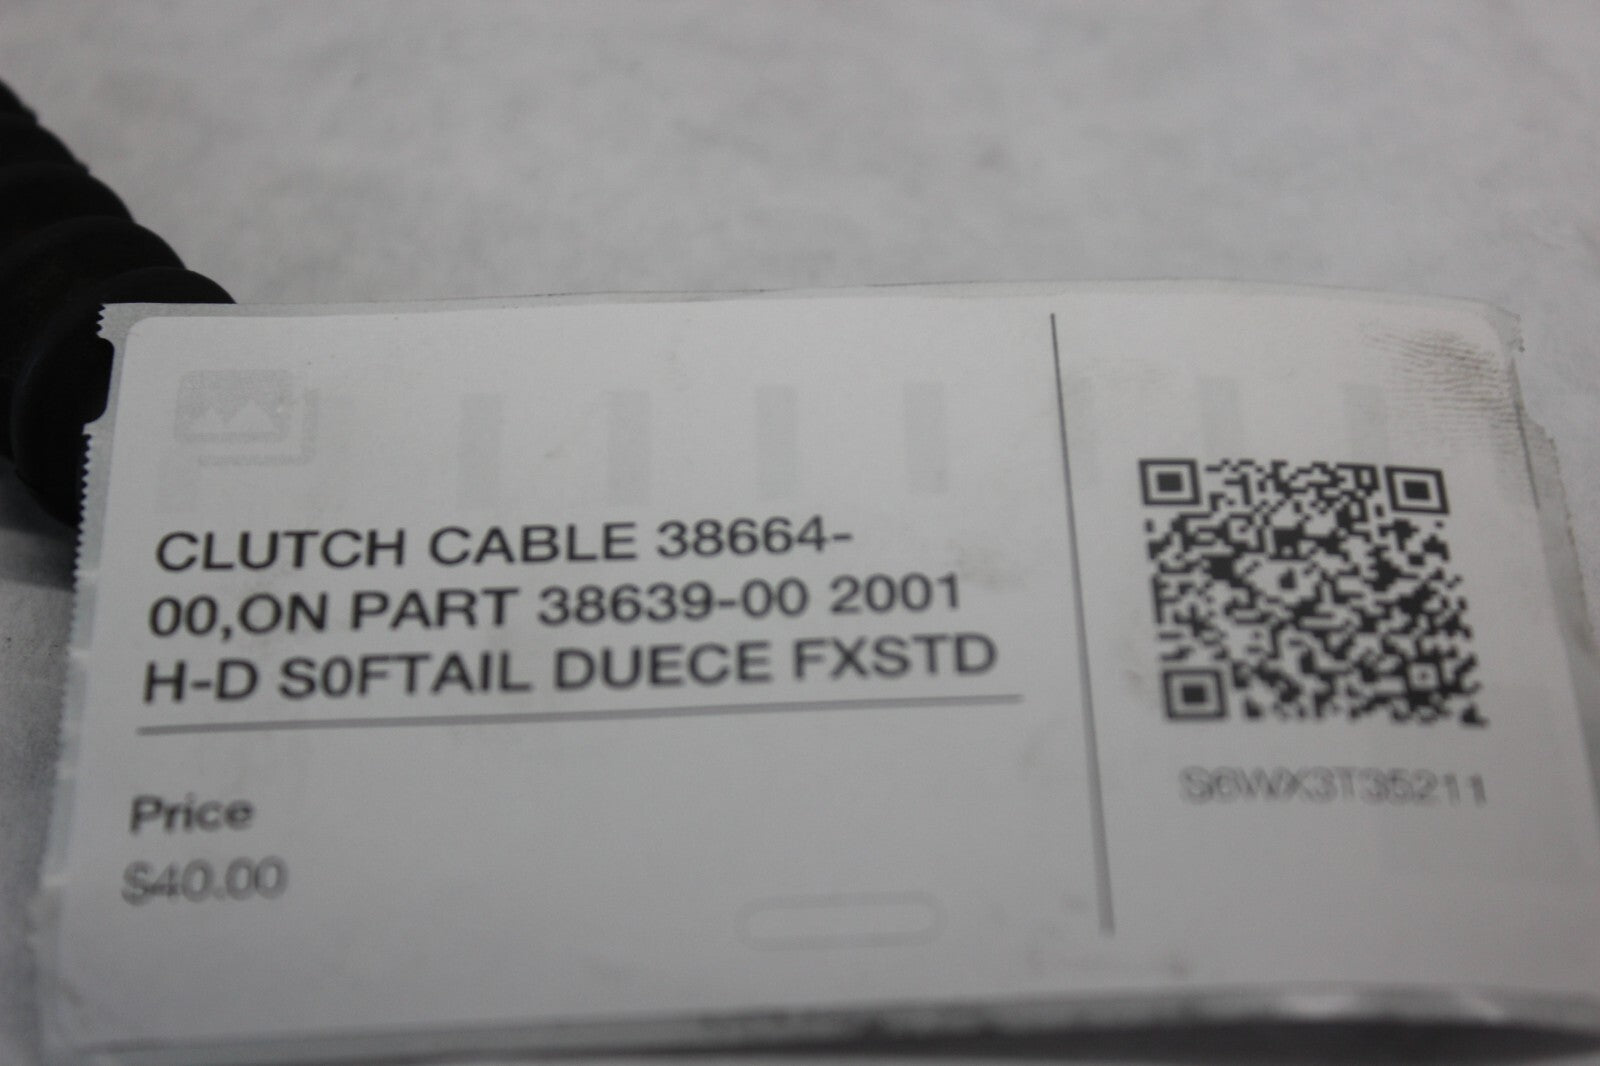 CLUTCH CABLE 38664-
00,ON PART 38639-00 2001
H-D S0FTAIL DUECE FXSTD
Price
$40.00
S6WX3T35211